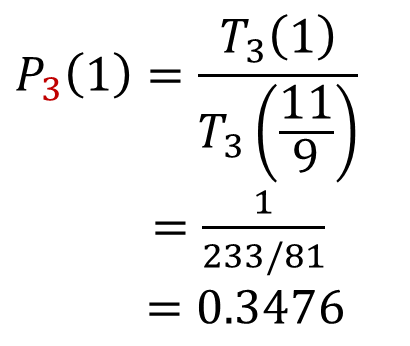 P₃(1) = T₃(1) / T₃(11/9)
= 1 / 233/81
= 0.3476